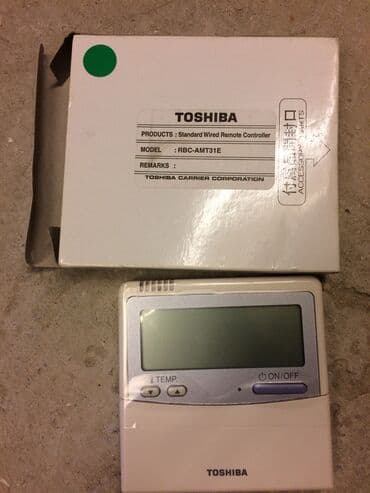 TOSHIBA
PRODUCTS : Standard Wired Remote Controller
MODEL : RBC-AMT31E
REMARKS :
TOSHIBA CARRIER CORPORATION
TEMP.
ON/OFF
TOSHIBA